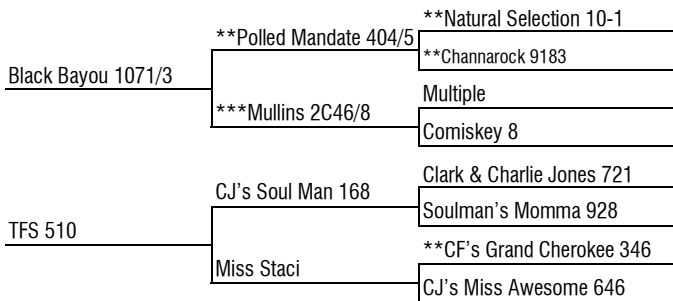 **Natural Selection 10-1
**Polled Mandate 404/5
**Channarock 9183
Black Bayou 1071/3
Multiple
***Mullins 2C46/8
Comiskey 8
Clark & Charlie Jones 721
CJ's Soul Man 168
Soulman's Momma 928
TFS 510
**CF's Grand Cherokee 346
Miss Staci
CJ's Miss Awesome 646